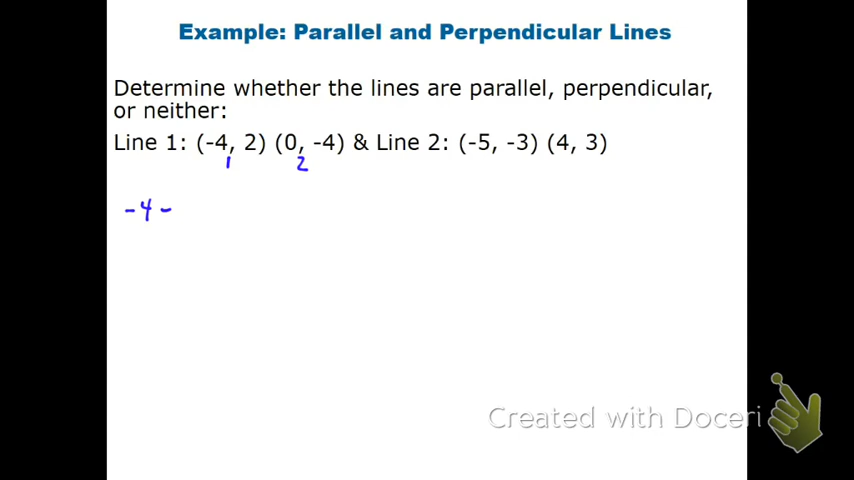 Example: Parallel and Perpendicular Lines
Determine whether the lines are parallel, perpendicular,
or neither:
Line 1: (-4, 2) (0, -4) & Line 2: (-5, -3) (4, 3)
1 2
-4 -
Created with Doceri